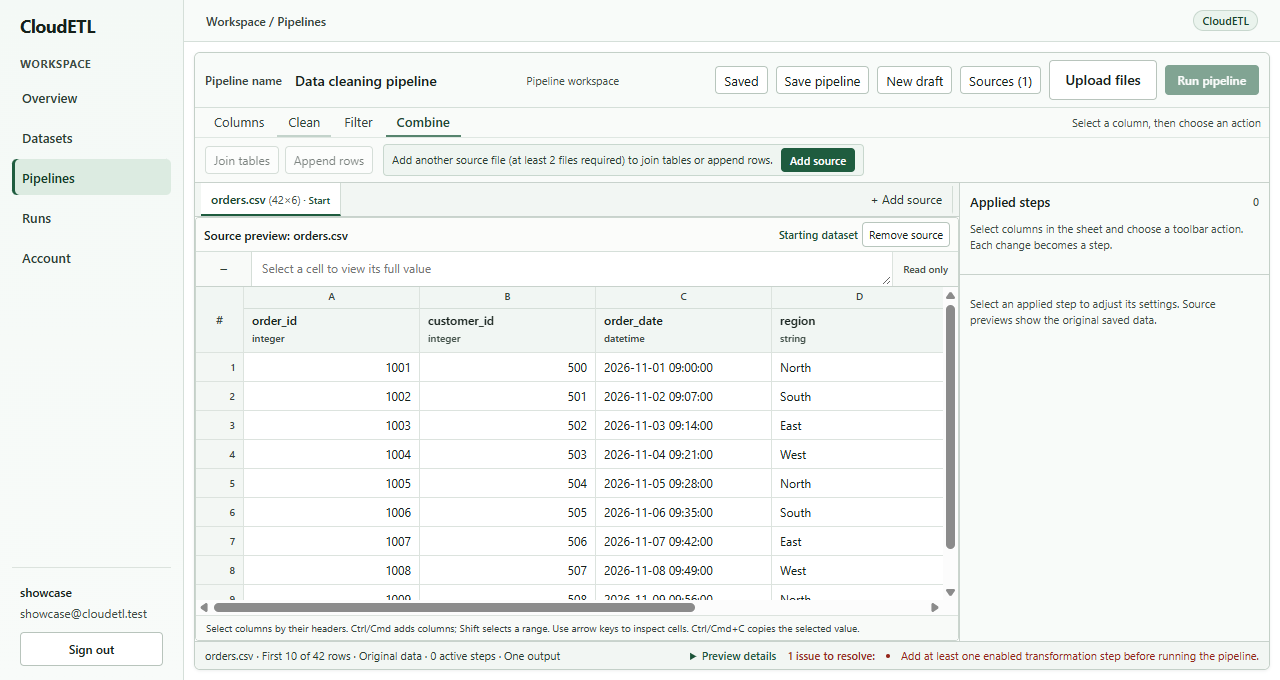 CloudETL
WORKSPACE
Overview
Datasets
Pipelines
Runs
Account
showcase
showcase@cloudetl.test
Sign out
Workspace / Pipelines
CloudETL
Pipeline name Data cleaning pipeline Pipeline workspace Saved Save pipeline New draft Sources (1) Upload files Run pipeline
Columns Clean Filter Combine Select a column, then choose an action
Join tables Append rows Add another source file (at least 2 files required) to join tables or append rows. Add source
orders.csv (42×6) · Start + Add source
Source preview: orders.csv Starting dataset Remove source
– Select a cell to view its full value Read only
A B C D
# order_id customer_id order_date region
integer integer datetime string
1 1001 500 2026-11-01 09:00:00 North
2 1002 501 2026-11-02 09:07:00 South
3 1003 502 2026-11-03 09:14:00 East
4 1004 503 2026-11-04 09:21:00 West
5 1005 504 2026-11-05 09:28:00 North
6 1006 505 2026-11-06 09:35:00 South
7 1007 506 2026-11-07 09:42:00 East
8 1008 507 2026-11-08 09:49:00 West
9 1009 508 2026-11-09 09:56:00 North
Select columns by their headers. Ctrl/Cmd adds columns; Shift selects a range. Use arrow keys to inspect cells. Ctrl/Cmd+C copies the selected value.
Applied steps 0
Select columns in the sheet and choose a toolbar action.
Each change becomes a step.
Select an applied step to adjust its settings. Source
previews show the original saved data.
orders.csv · First 10 of 42 rows · Original data · 0 active steps · One output ▶ Preview details 1 issue to resolve: • Add at least one enabled transformation step before running the pipeline.